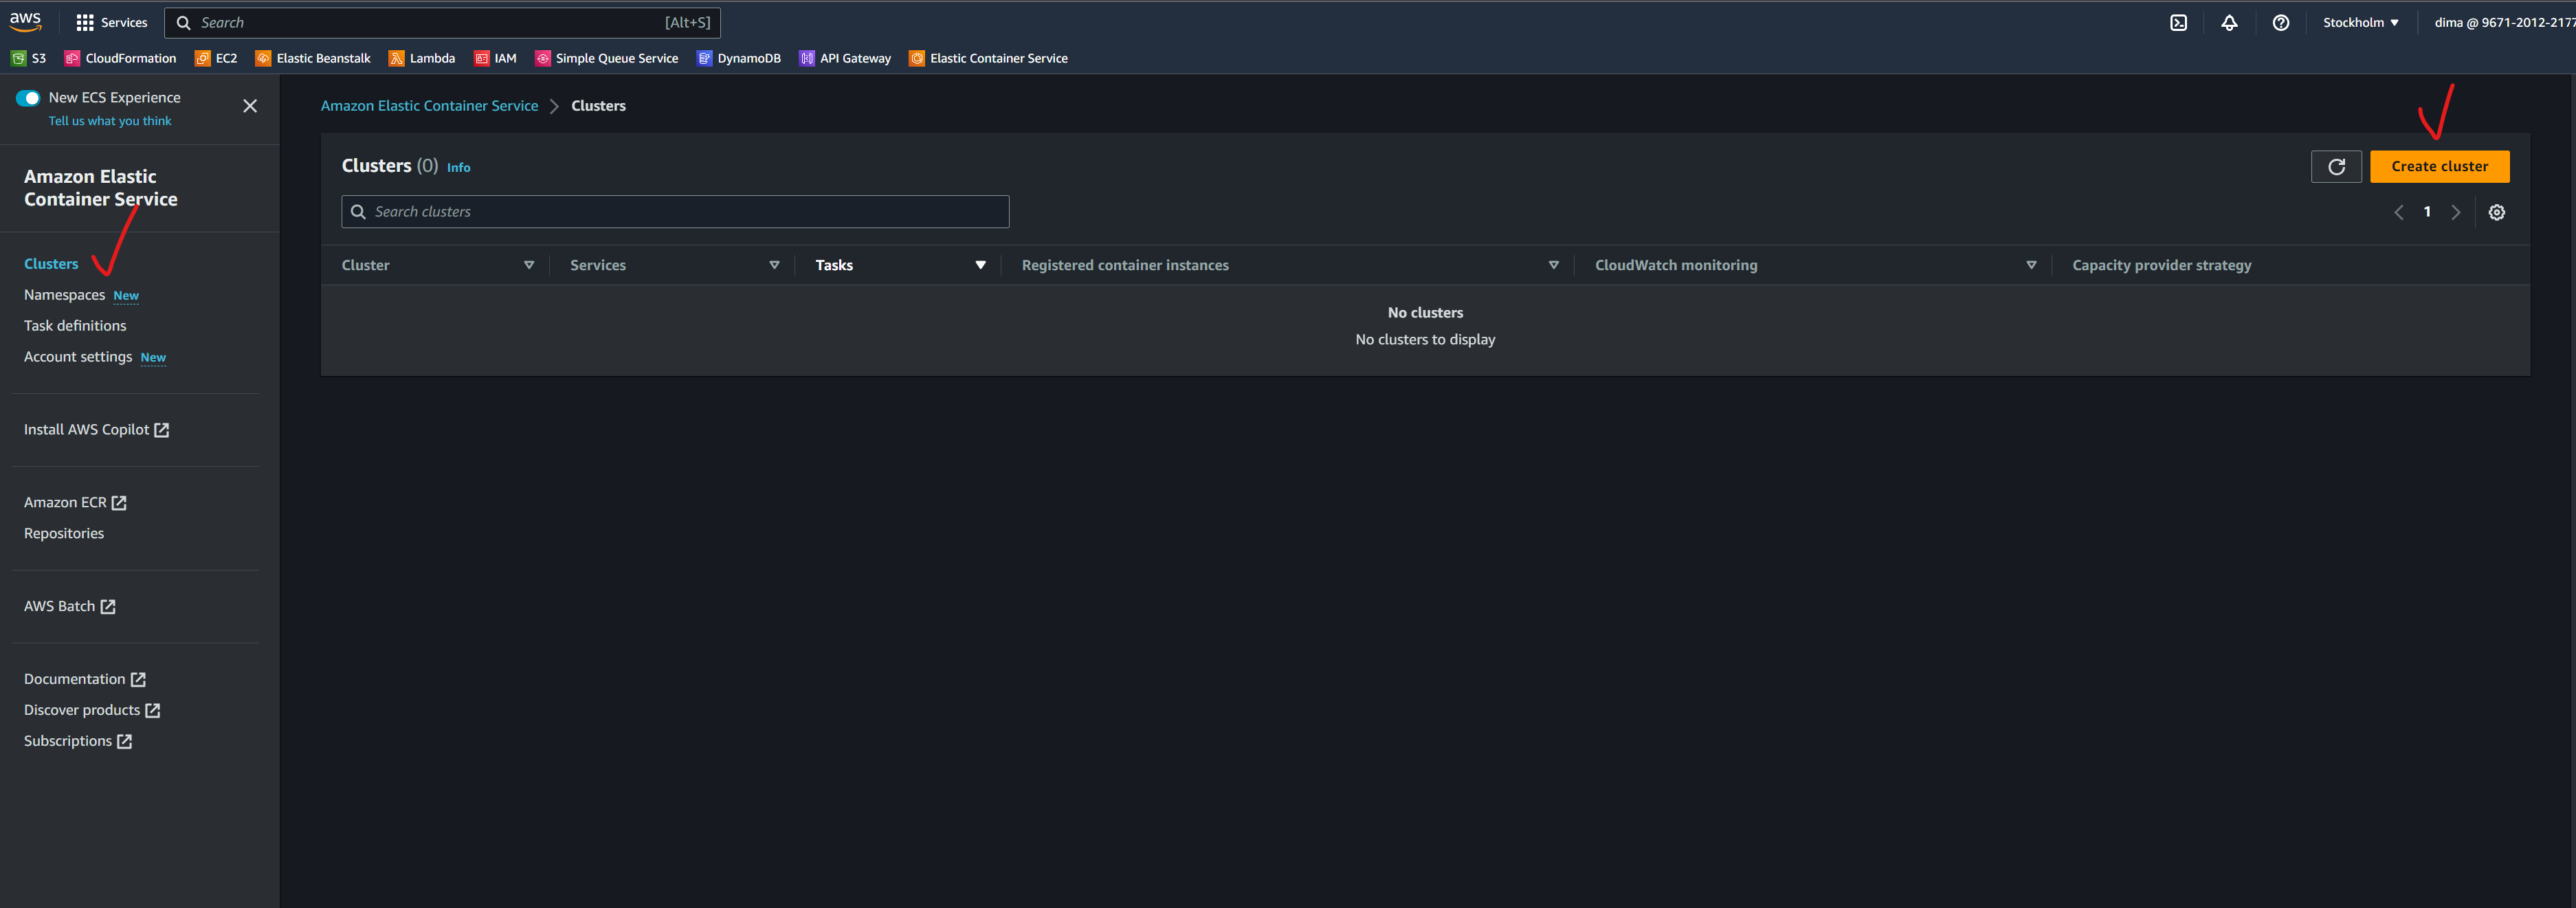 aws Services Search [Alt+S] Stockholm ▼ dima @ 9671-2012-2177
S3 CloudFormation EC2 Elastic Beanstalk Lambda IAM Simple Queue Service DynamoDB API Gateway Elastic Container Service
New ECS Experience
Tell us what you think
Amazon Elastic
Container Service
Clusters
Namespaces New
Task definitions
Account settings New
Install AWS Copilot
Amazon ECR
Repositories
AWS Batch
Documentation
Discover products
Subscriptions
Amazon Elastic Container Service > Clusters
Clusters (0) Info
Create cluster
Search clusters
1
Cluster Services Tasks Registered container instances CloudWatch monitoring Capacity provider strategy
No clusters
No clusters to display